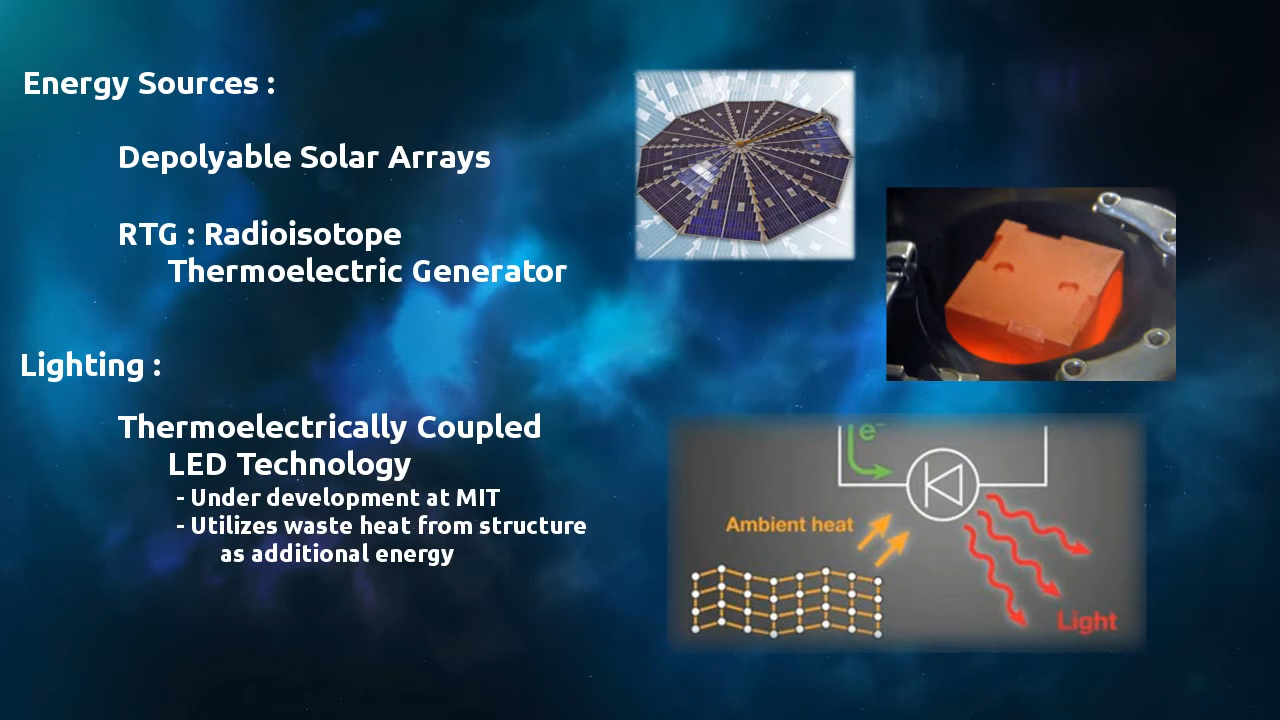 Energy Sources :
Depolyable Solar Arrays
RTG : Radioisotope
Thermoelectric Generator
Lighting :
Thermoelectrically Coupled
LED Technology
- Under development at MIT
- Utilizes waste heat from structure
as additional energy
e⁻
Ambient heat
Light